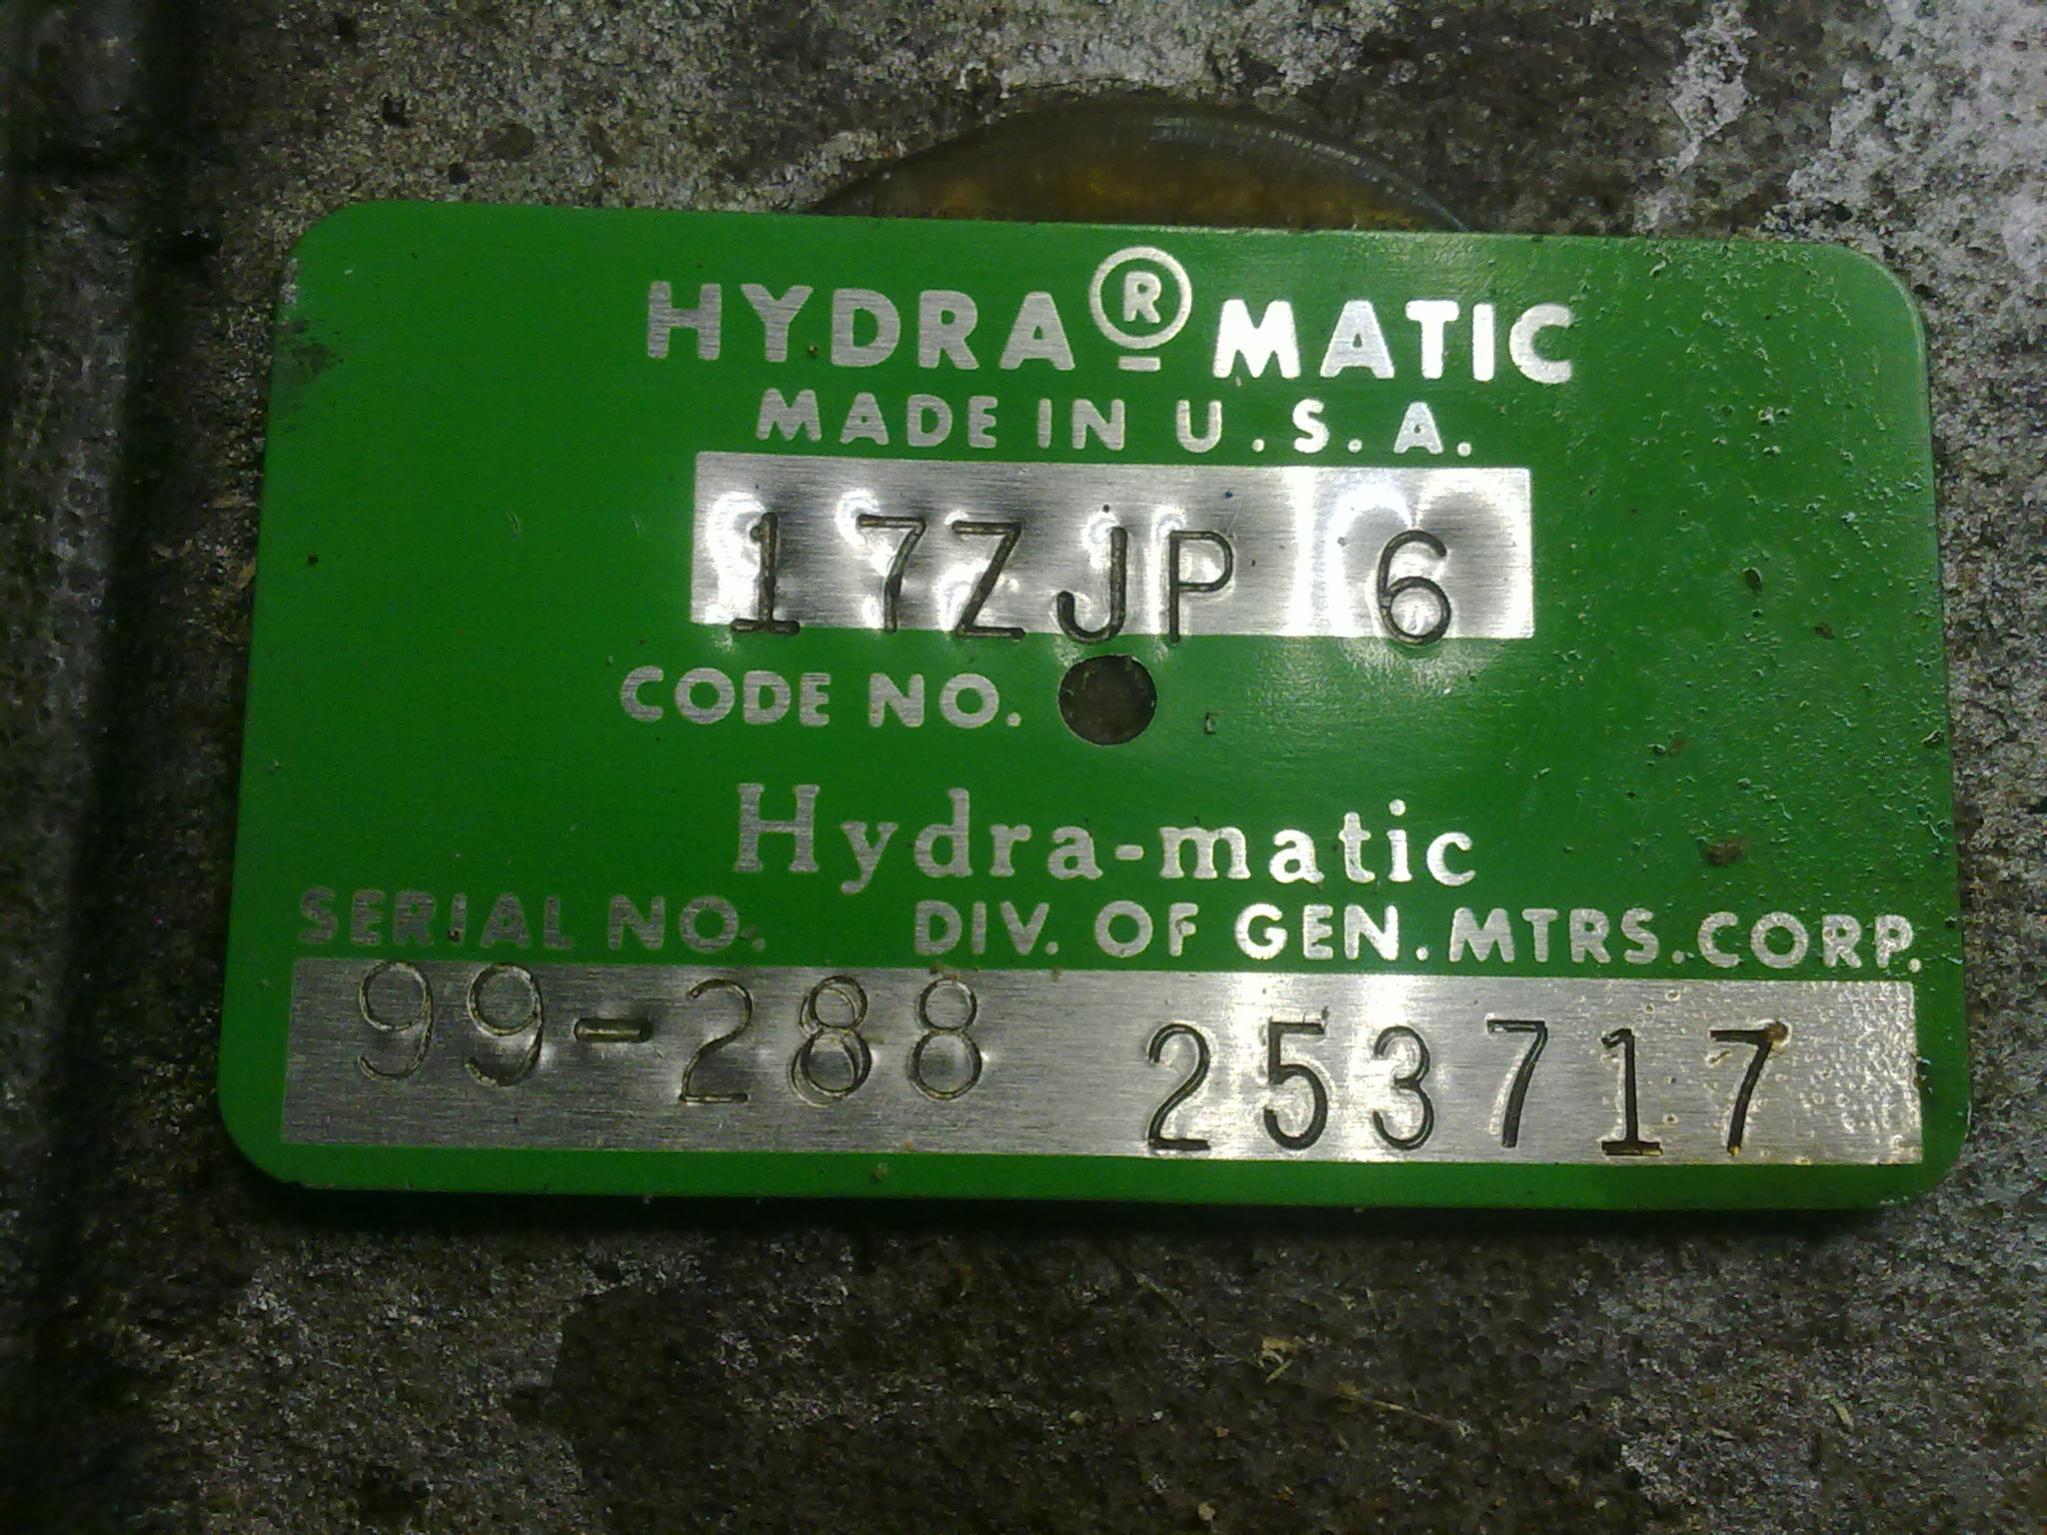 HYDRA®-MATIC
MADE IN U.S.A.
17ZJP 6
CODE NO.
Hydra-matic
SERIAL NO. DIV. OF GEN. MTRS. CORP.
99-288 253717